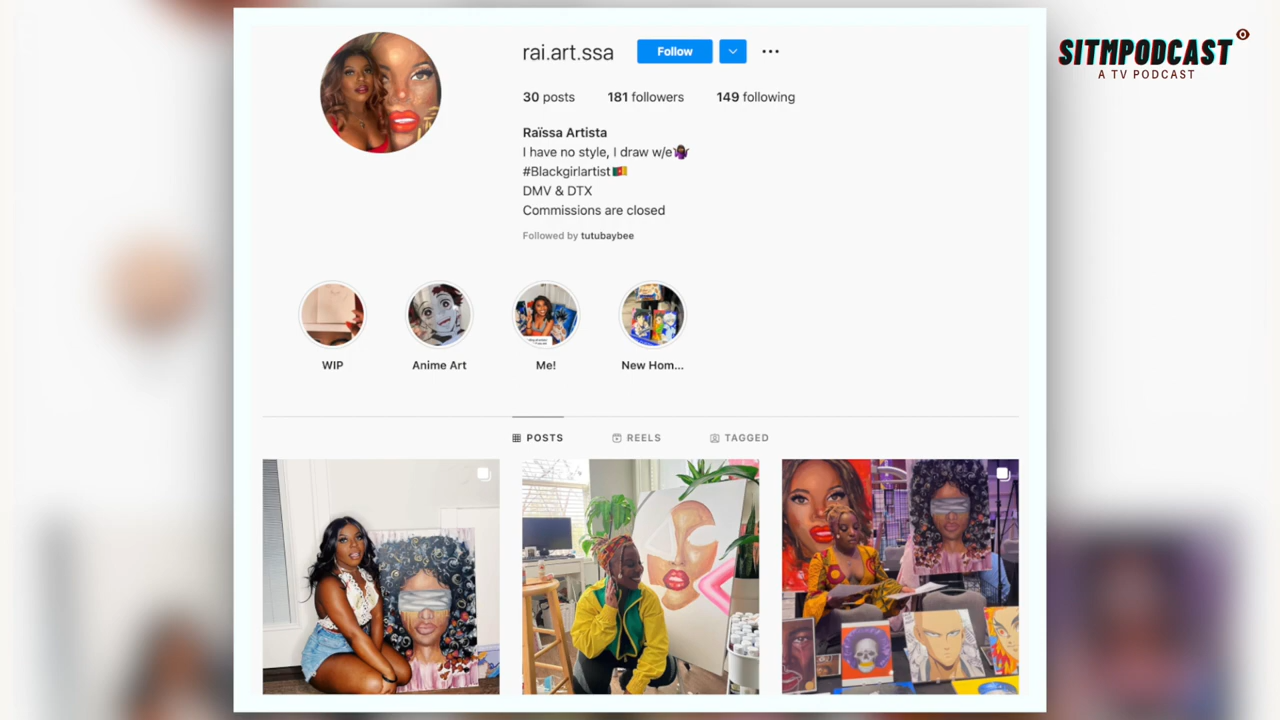 SITMPODCAST
A TV PODCAST
rai.art.ssa Follow
30 posts 181 followers 149 following
Raïssa Artista
I have no style, I draw w/e
#Blackgirlartist
DMV & DTX
Commissions are closed
Followed by tutubaybee
WIP Anime Art Me! New Hom...
POSTS REELS TAGGED